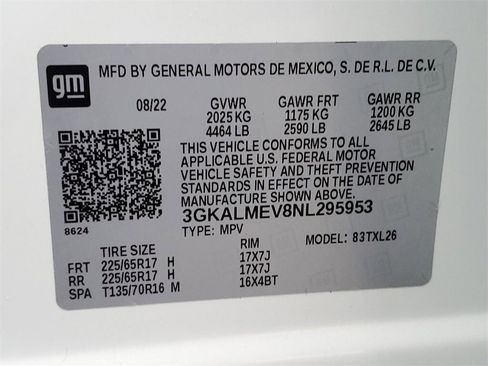 gm MFD BY GENERAL MOTORS DE MEXICO, S. DE R.L. DE C.V.
08/22 GVWR GAWR FRT GAWR RR
2025 KG 1175 KG 1200 KG
4464 LB 2590 LB 2645 LB
THIS VEHICLE CONFORMS TO ALL
APPLICABLE U.S. FEDERAL MOTOR
VEHICLE SAFETY AND THEFT PREVENTION
STANDARDS IN EFFECT ON THE DATE OF
MANUFACTURE SHOWN ABOVE.
3GKALMEV8NL295953
8624
TYPE: MPV MODEL: 83TXL26
TIRE SIZE RIM
FRT 225/65R17 H 17X7J
RR 225/65R17 H 17X7J
SPA T135/70R16 M 16X4BT